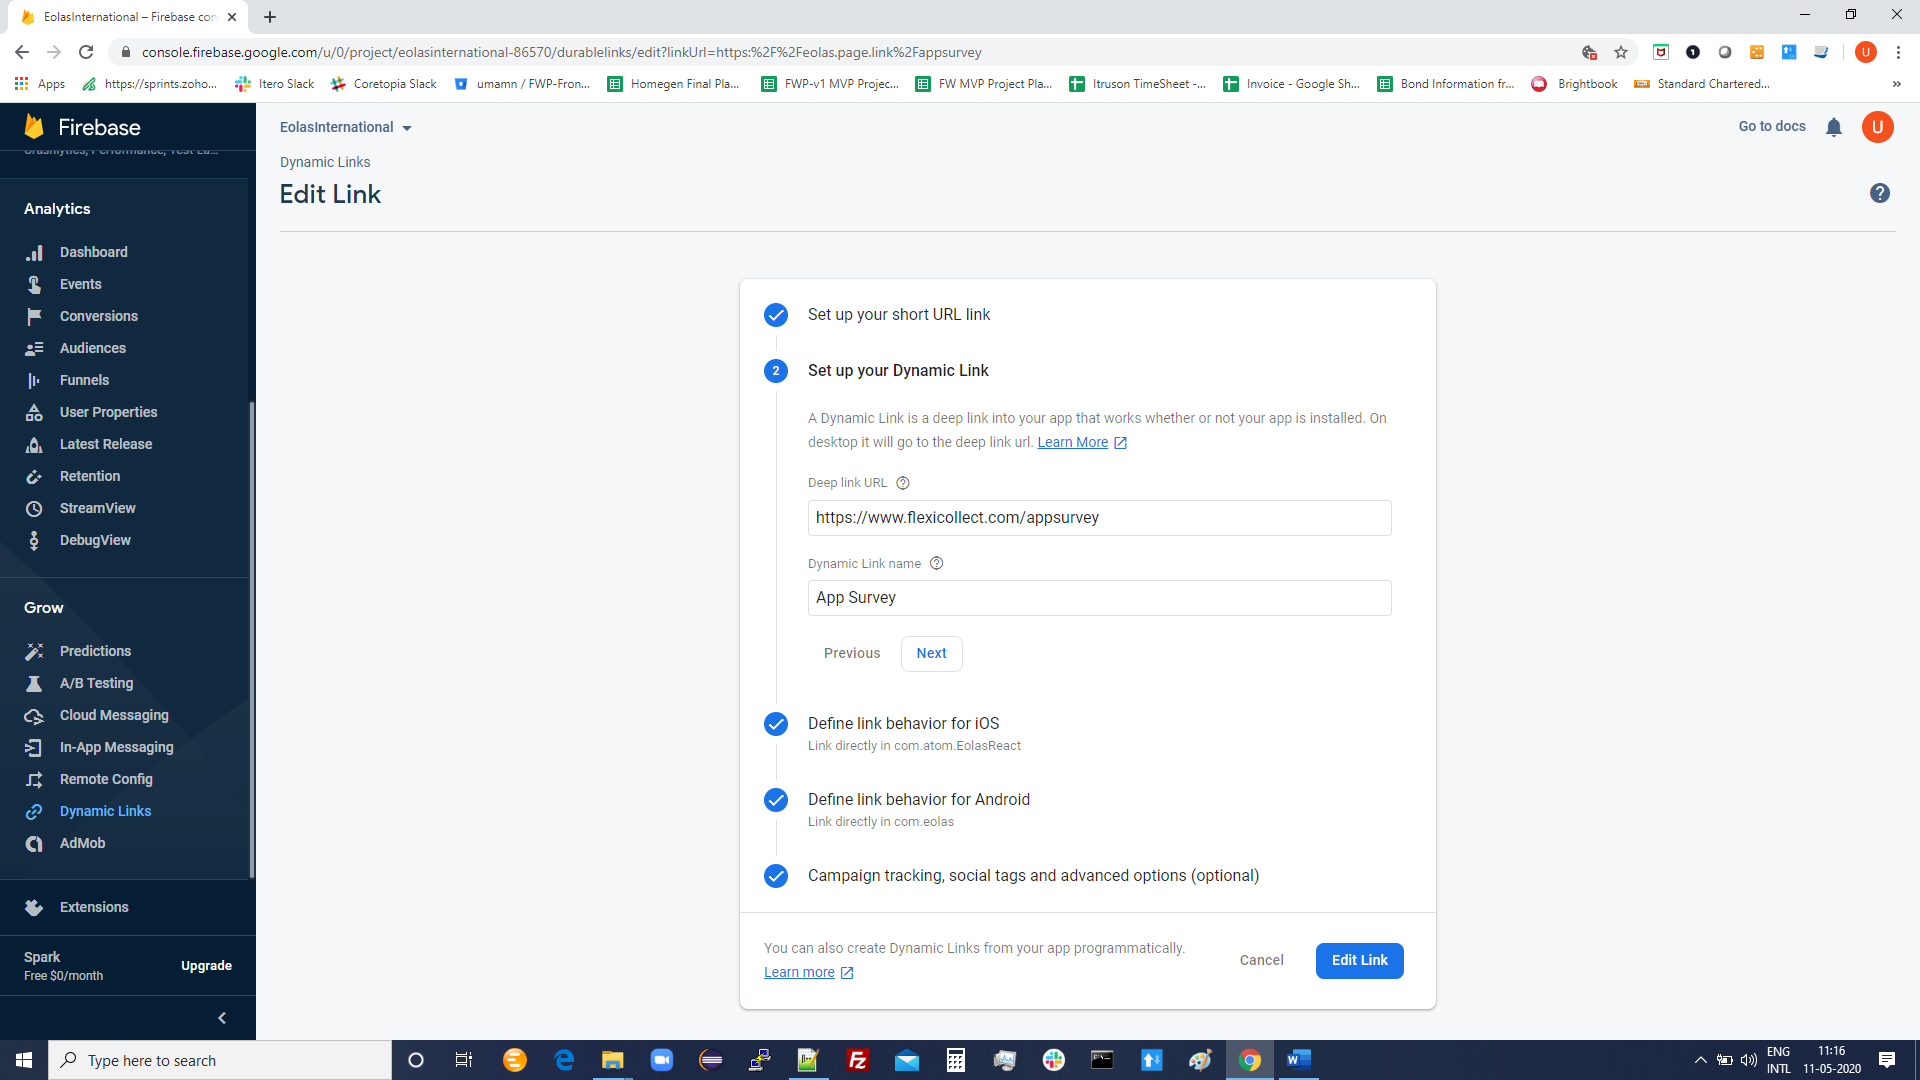 EolasInternational – Firebase con
console.firebase.google.com/u/0/project/eolasinternational-86570/durablelinks/edit?linkUrl=https:%2F%2Feolas.page.link%2Fappsurvey
Apps
https://sprints.zoho...
Itero Slack
Coretopia Slack
umamn / FWP-Fron...
Homegen Final Pla...
FWP-v1 MVP Projec...
FW MVP Project Pla...
Itruson TimeSheet -...
Invoice - Google Sh...
Bond Information fr...
Brightbook
Standard Chartered...
»
Firebase
EolasInternational
Go to docs
U
Dynamic Links
Edit Link
Analytics
Dashboard
Events
Conversions
Audiences
Funnels
User Properties
Latest Release
Retention
StreamView
DebugView
Grow
Predictions
A/B Testing
Cloud Messaging
In-App Messaging
Remote Config
Dynamic Links
AdMob
Extensions
Spark
Free $0/month
Upgrade
Set up your short URL link
2
Set up your Dynamic Link
A Dynamic Link is a deep link into your app that works whether or not your app is installed. On
desktop it will go to the deep link url. Learn More
Deep link URL
https://www.flexicollect.com/appsurvey
Dynamic Link name
App Survey
Previous
Next
Define link behavior for iOS
Link directly in com.atom.EolasReact
Define link behavior for Android
Link directly in com.eolas
Campaign tracking, social tags and advanced options (optional)
You can also create Dynamic Links from your app programmatically.
Learn more
Cancel
Edit Link
Type here to search
ENG
INTL
11:16
11-05-2020